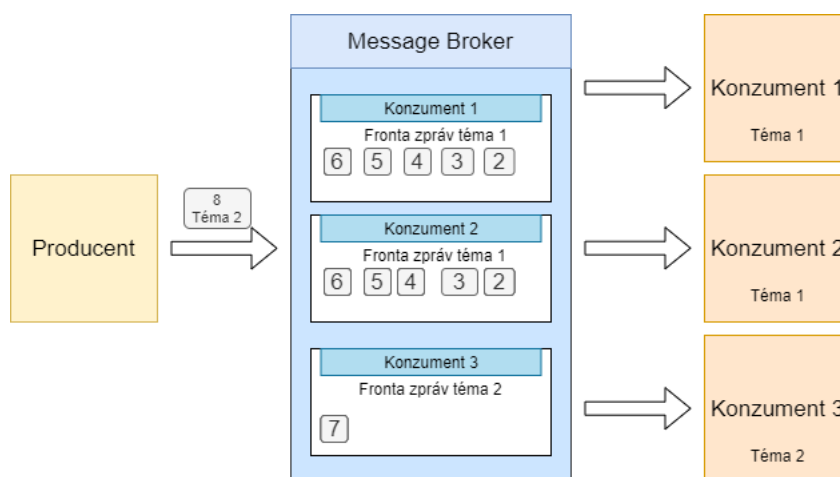 Message Broker
Konzument 1
Fronta zpráv téma 1
6 5 4 3 2
Konzument 1
Téma 1
Producent
8
Téma 2
Konzument 2
Fronta zpráv téma 1
6 5 4 3 2
Konzument 2
Téma 1
Konzument 3
Fronta zpráv téma 2
7
Konzument 3
Téma 2